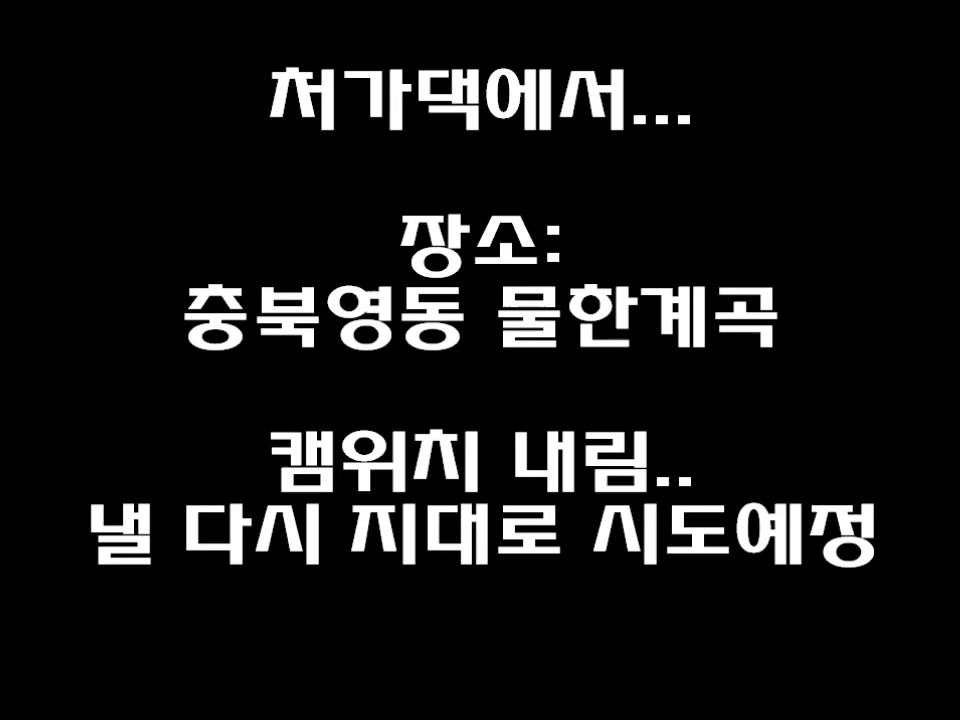 처가댁에서...
장소:
충북영동 물한계곡
캠위치 내림..
낼 다시 지대로 시도예정